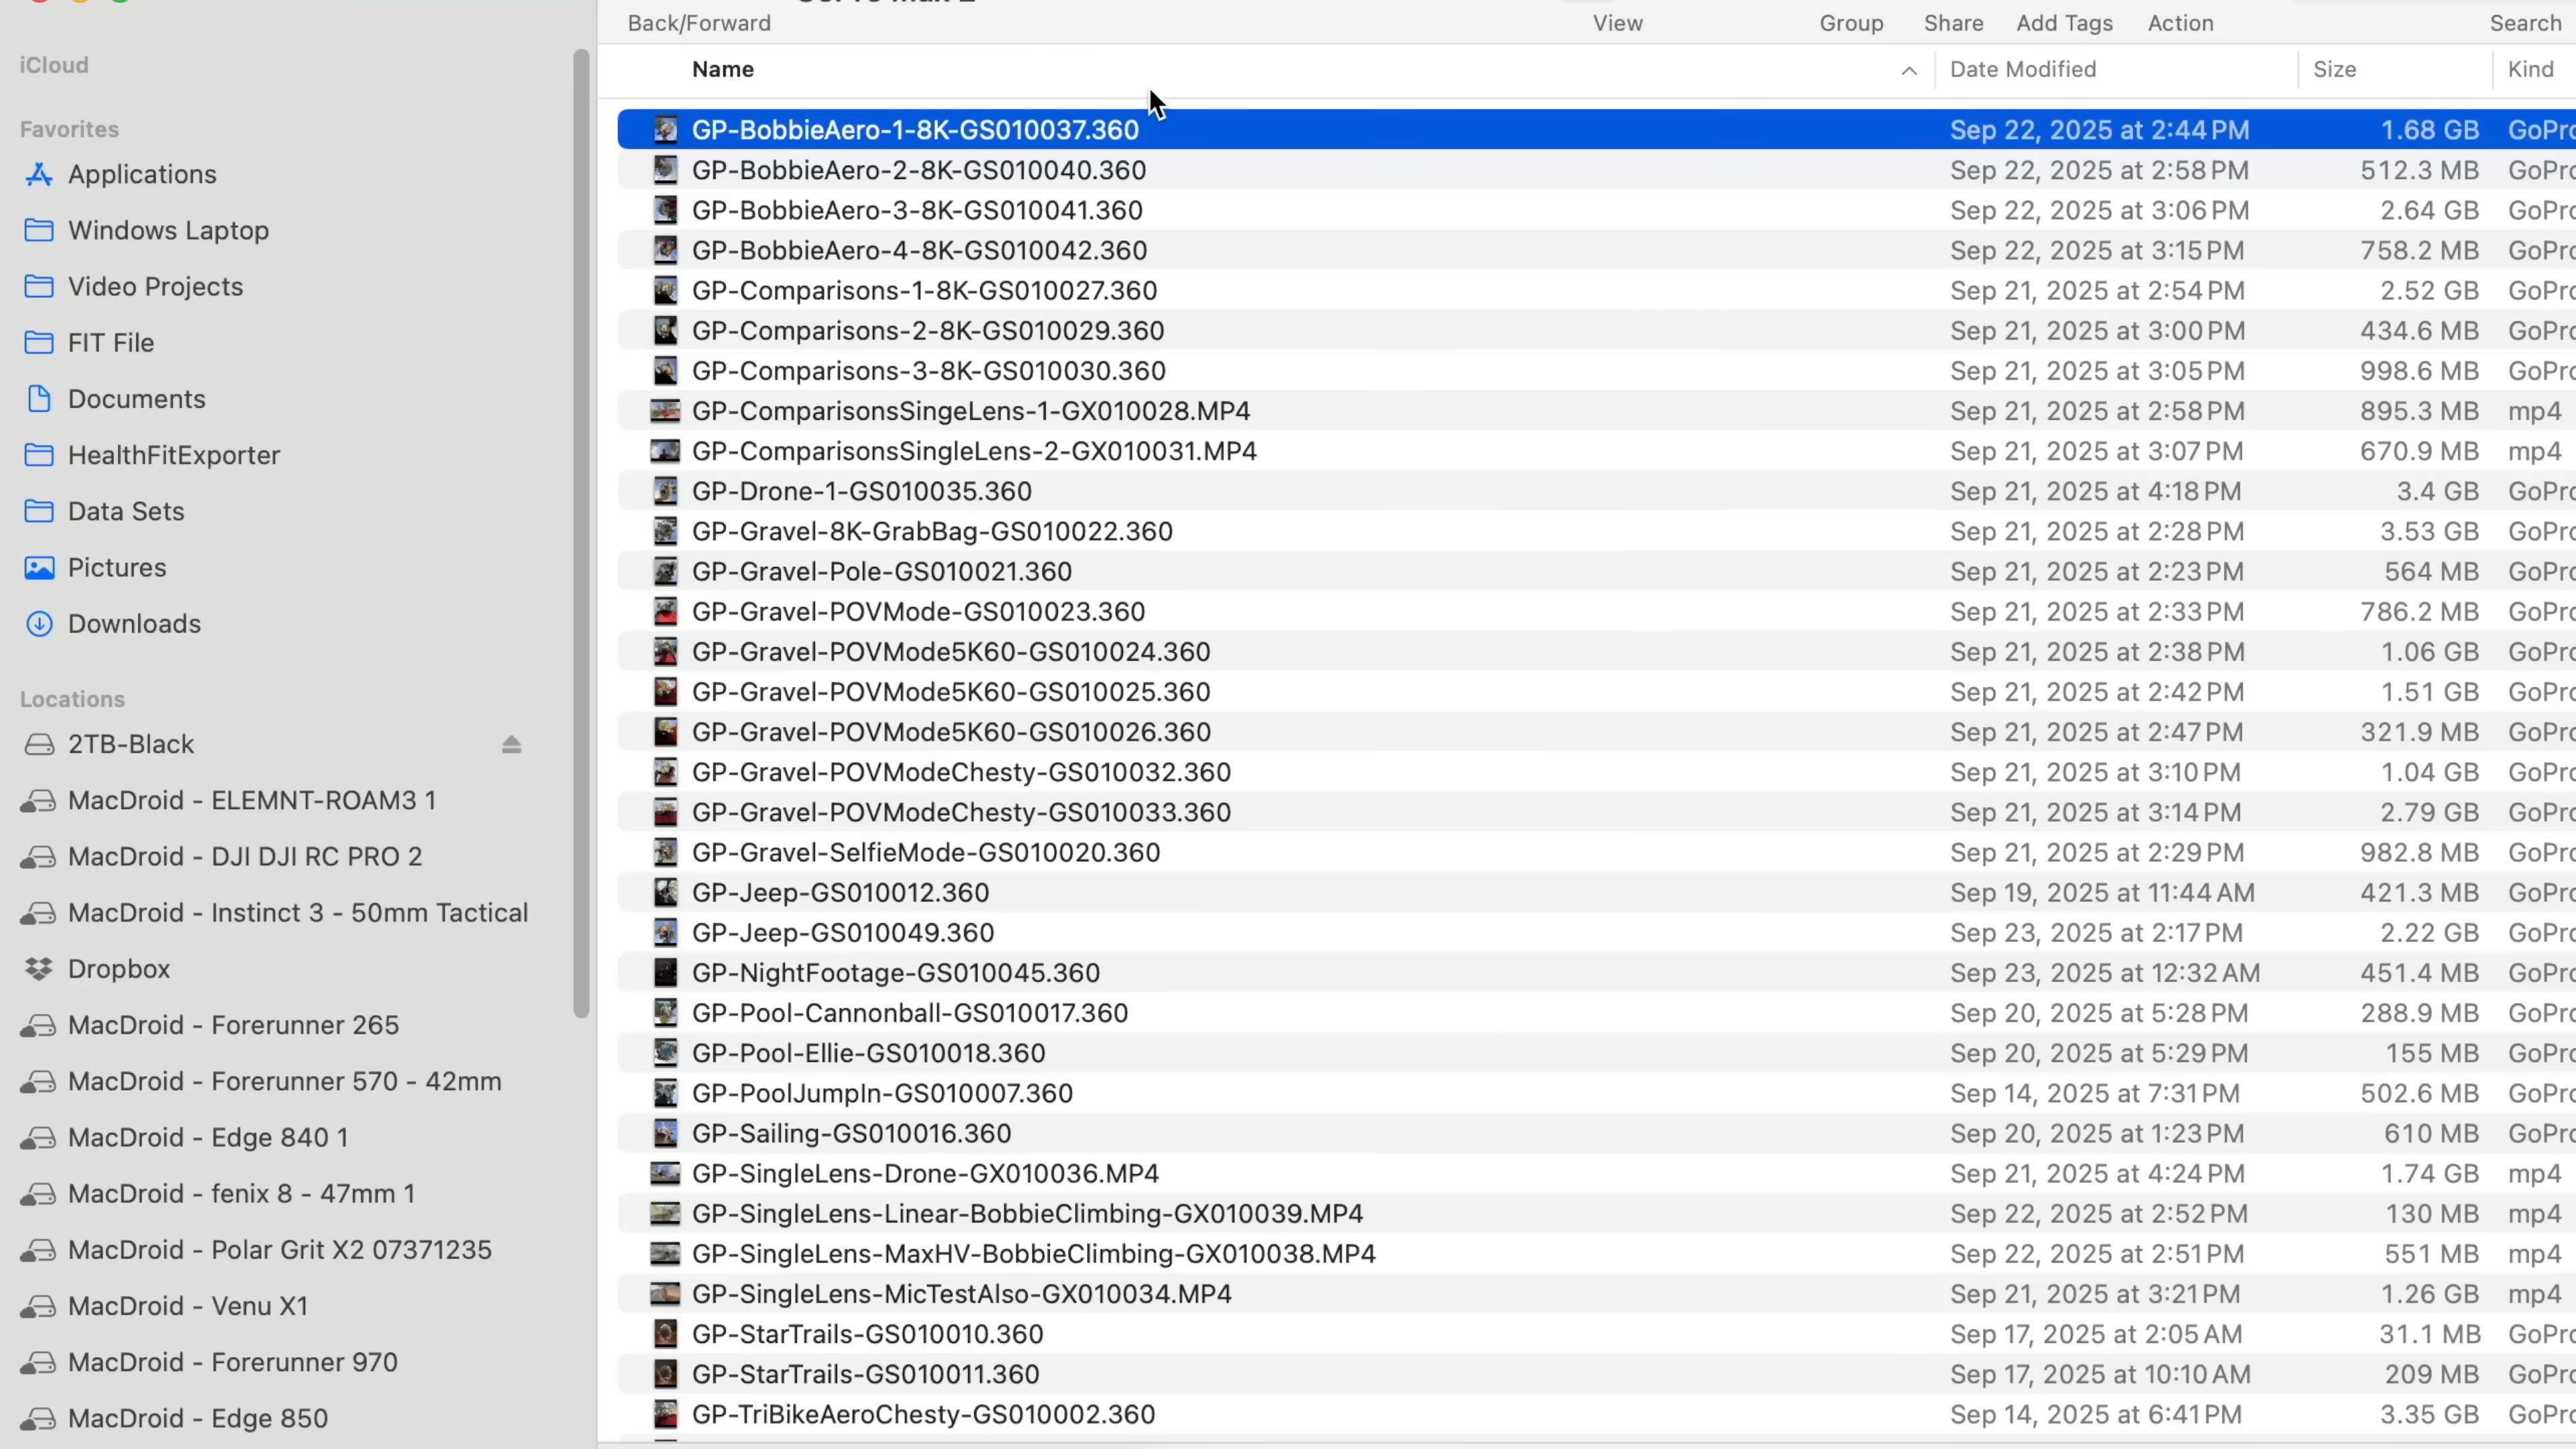 Back/Forward View Group Share Add Tags Action Search
iCloud
Favorites
Applications
Windows Laptop
Video Projects
FIT File
Documents
HealthFitExporter
Data Sets
Pictures
Downloads
Locations
2TB-Black
MacDroid - ELEMNT-ROAM3 1
MacDroid - DJI DJI RC PRO 2
MacDroid - Instinct 3 - 50mm Tactical
Dropbox
MacDroid - Forerunner 265
MacDroid - Forerunner 570 - 42mm
MacDroid - Edge 840 1
MacDroid - fenix 8 - 47mm 1
MacDroid - Polar Grit X2 07371235
MacDroid - Venu X1
MacDroid - Forerunner 970
MacDroid - Edge 850
Name Date Modified Size Kind
GP-BobbieAero-1-8K-GS010037.360 Sep 22, 2025 at 2:44 PM 1.68 GB GoPro
GP-BobbieAero-2-8K-GS010040.360 Sep 22, 2025 at 2:58 PM 512.3 MB GoPro
GP-BobbieAero-3-8K-GS010041.360 Sep 22, 2025 at 3:06 PM 2.64 GB GoPro
GP-BobbieAero-4-8K-GS010042.360 Sep 22, 2025 at 3:15 PM 758.2 MB GoPro
GP-Comparisons-1-8K-GS010027.360 Sep 21, 2025 at 2:54 PM 2.52 GB GoPro
GP-Comparisons-2-8K-GS010029.360 Sep 21, 2025 at 3:00 PM 434.6 MB GoPro
GP-Comparisons-3-8K-GS010030.360 Sep 21, 2025 at 3:05 PM 998.6 MB GoPro
GP-ComparisonsSingeLens-1-GX010028.MP4 Sep 21, 2025 at 2:58 PM 895.3 MB mp4
GP-ComparisonsSingleLens-2-GX010031.MP4 Sep 21, 2025 at 3:07 PM 670.9 MB mp4
GP-Drone-1-GS010035.360 Sep 21, 2025 at 4:18 PM 3.4 GB GoPro
GP-Gravel-8K-GrabBag-GS010022.360 Sep 21, 2025 at 2:28 PM 3.53 GB GoPro
GP-Gravel-Pole-GS010021.360 Sep 21, 2025 at 2:23 PM 564 MB GoPro
GP-Gravel-POVMode-GS010023.360 Sep 21, 2025 at 2:33 PM 786.2 MB GoPro
GP-Gravel-POVMode5K60-GS010024.360 Sep 21, 2025 at 2:38 PM 1.06 GB GoPro
GP-Gravel-POVMode5K60-GS010025.360 Sep 21, 2025 at 2:42 PM 1.51 GB GoPro
GP-Gravel-POVMode5K60-GS010026.360 Sep 21, 2025 at 2:47 PM 321.9 MB GoPro
GP-Gravel-POVModeChesty-GS010032.360 Sep 21, 2025 at 3:10 PM 1.04 GB GoPro
GP-Gravel-POVModeChesty-GS010033.360 Sep 21, 2025 at 3:14 PM 2.79 GB GoPro
GP-Gravel-SelfieMode-GS010020.360 Sep 21, 2025 at 2:29 PM 982.8 MB GoPro
GP-Jeep-GS010012.360 Sep 19, 2025 at 11:44 AM 421.3 MB GoPro
GP-Jeep-GS010049.360 Sep 23, 2025 at 2:17 PM 2.22 GB GoPro
GP-NightFootage-GS010045.360 Sep 23, 2025 at 12:32 AM 451.4 MB GoPro
GP-Pool-Cannonball-GS010017.360 Sep 20, 2025 at 5:28 PM 288.9 MB GoPro
GP-Pool-Ellie-GS010018.360 Sep 20, 2025 at 5:29 PM 155 MB GoPro
GP-PoolJumpIn-GS010007.360 Sep 14, 2025 at 7:31 PM 502.6 MB GoPro
GP-Sailing-GS010016.360 Sep 20, 2025 at 1:23 PM 610 MB GoPro
GP-SingleLens-Drone-GX010036.MP4 Sep 21, 2025 at 4:24 PM 1.74 GB mp4
GP-SingleLens-Linear-BobbieClimbing-GX010039.MP4 Sep 22, 2025 at 2:52 PM 130 MB mp4
GP-SingleLens-MaxHV-BobbieClimbing-GX010038.MP4 Sep 22, 2025 at 2:51 PM 551 MB mp4
GP-SingleLens-MicTestAlso-GX010034.MP4 Sep 21, 2025 at 3:21 PM 1.26 GB mp4
GP-StarTrails-GS010010.360 Sep 17, 2025 at 2:05 AM 31.1 MB GoPro
GP-StarTrails-GS010011.360 Sep 17, 2025 at 10:10 AM 209 MB GoPro
GP-TriBikeAeroChesty-GS010002.360 Sep 14, 2025 at 6:41 PM 3.35 GB GoPro